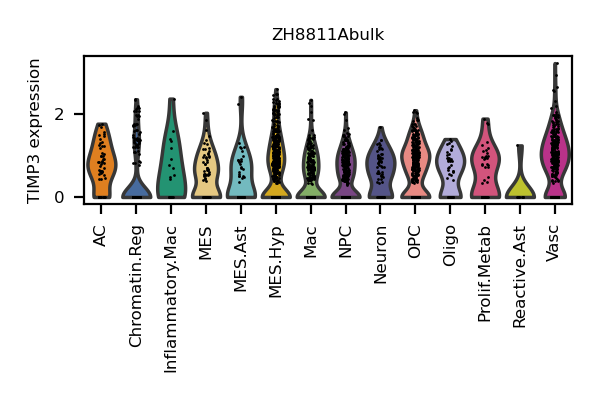 ZH8811Abulk
TIMP3 expression
2
0
AC
Chromatin.Reg
Inflammatory.Mac
MES
MES.Ast
MES.Hyp
Mac
NPC
Neuron
OPC
Oligo
Prolif.Metab
Reactive.Ast
Vasc